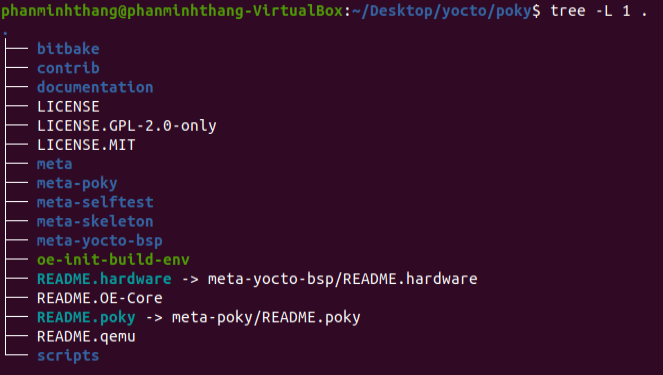 phanminhthang@phanminhthang-VirtualBox:~/Desktop/yocto/poky$ tree -L 1 .
.
├── bitbake
├── contrib
├── documentation
├── LICENSE
├── LICENSE.GPL-2.0-only
├── LICENSE.MIT
├── meta
├── meta-poky
├── meta-selftest
├── meta-skeleton
├── meta-yocto-bsp
├── oe-init-build-env
├── README.hardware -> meta-yocto-bsp/README.hardware
├── README.OE-Core
├── README.poky -> meta-poky/README.poky
├── README.qemu
└── scripts